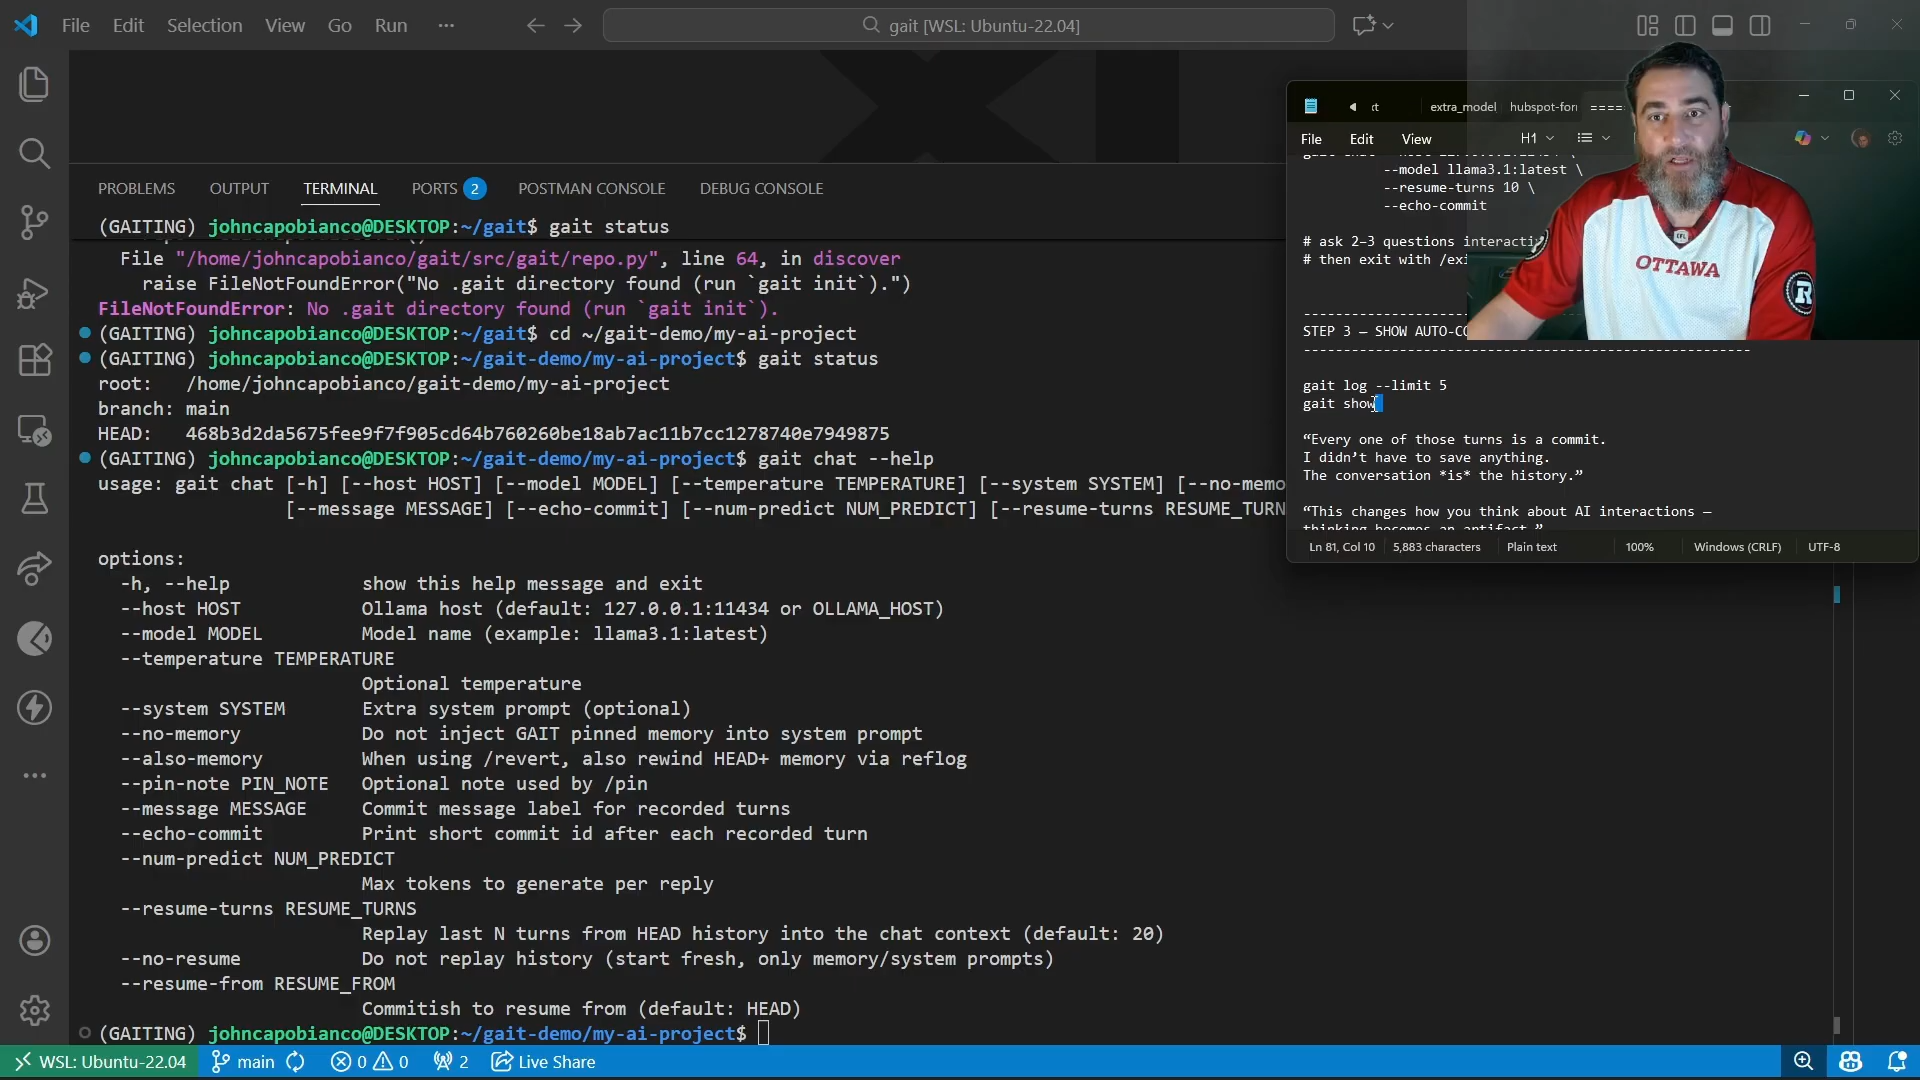 File Edit Selection View Go Run ···
gait [WSL: Ubuntu-22.04]
PROBLEMS OUTPUT TERMINAL PORTS 2 POSTMAN CONSOLE DEBUG CONSOLE
(GAITING) johncapobianco@DESKTOP:~/gait$ gait status
File "/home/johncapobianco/gait/src/gait/repo.py", line 64, in discover
raise FileNotFoundError("No .gait directory found (run `gait init`).")
FileNotFoundError: No .gait directory found (run `gait init`).
(GAITING) johncapobianco@DESKTOP:~/gait$ cd ~/gait-demo/my-ai-project
(GAITING) johncapobianco@DESKTOP:~/gait-demo/my-ai-project$ gait status
root: /home/johncapobianco/gait-demo/my-ai-project
branch: main
HEAD: 468b3d2da5675fee9f7f905cd64b760260be18ab7ac11b7cc1278740e7949875
(GAITING) johncapobianco@DESKTOP:~/gait-demo/my-ai-project$ gait chat --help
usage: gait chat [-h] [--host HOST] [--model MODEL] [--temperature TEMPERATURE] [--system SYSTEM] [--no-memo
[--message MESSAGE] [--echo-commit] [--num-predict NUM_PREDICT] [--resume-turns RESUME_TURN
options:
-h, --help show this help message and exit
--host HOST Ollama host (default: 127.0.0.1:11434 or OLLAMA_HOST)
--model MODEL Model name (example: llama3.1:latest)
--temperature TEMPERATURE
Optional temperature
--system SYSTEM Extra system prompt (optional)
--no-memory Do not inject GAIT pinned memory into system prompt
--also-memory When using /revert, also rewind HEAD+ memory via reflog
--pin-note PIN_NOTE Optional note used by /pin
--message MESSAGE Commit message label for recorded turns
--echo-commit Print short commit id after each recorded turn
--num-predict NUM_PREDICT
Max tokens to generate per reply
--resume-turns RESUME_TURNS
Replay last N turns from HEAD history into the chat context (default: 20)
--no-resume Do not replay history (start fresh, only memory/system prompts)
--resume-from RESUME_FROM
Commitish to resume from (default: HEAD)
(GAITING) johncapobianco@DESKTOP:~/gait-demo/my-ai-project$
WSL: Ubuntu-22.04 main 0 0 2 Live Share
extra_model hubspot-for =====
File Edit View H1
--model llama3.1:latest \
--resume-turns 10 \
--echo-commit
# ask 2–3 questions interacti
# then exit with /exi
-------------------------------------------------------
STEP 3 — SHOW AUTO-CO
-------------------------------------------------------
gait log --limit 5
gait show
“Every one of those turns is a commit.
I didn’t have to save anything.
The conversation *is* the history.”
“This changes how you think about AI interactions —
thinking becomes an artifact.”
Ln 81, Col 10 5,883 characters Plain text 100% Windows (CRLF) UTF-8
OTTAWA
CFL
R